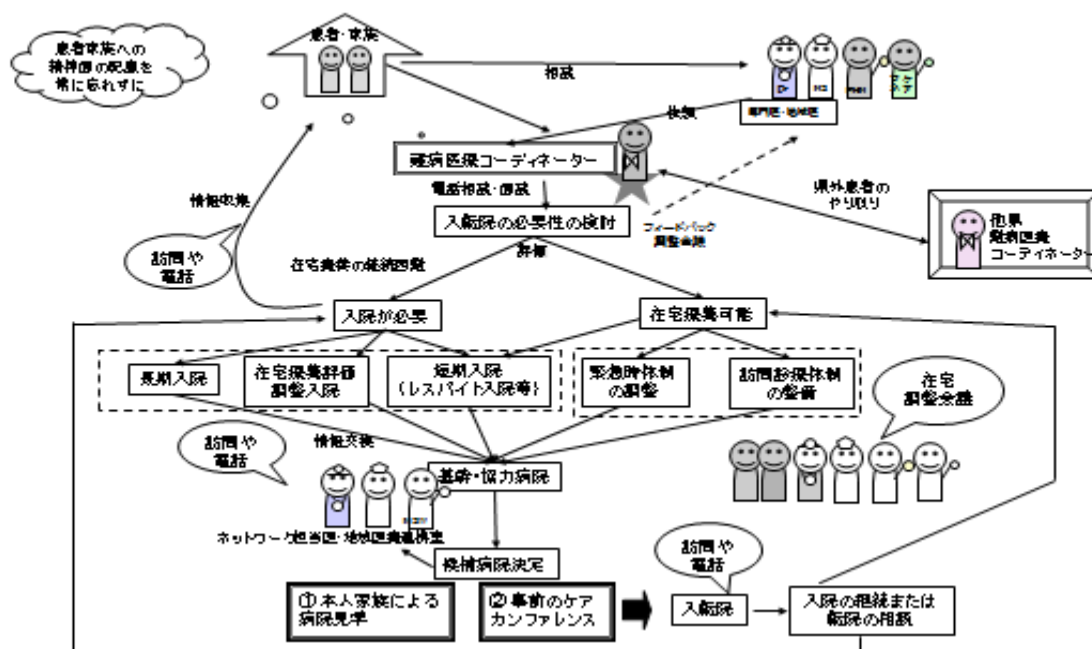 患者家族への
精神面の配慮を
常に忘れずに
患者・家族
相談
Dr
NS
PHN
ケア
専門医・地域医
依頼
難病医療コーディネーター
電話相談・面談
情報収集
県外患者の
やり取り
入転院の必要性の検討
フィードバック
調整会議
他県
難病医療
コーディネーター
訪問や
電話
評価
在宅療養の継続困難
入院が必要
在宅療養可能
長期入院
在宅療養評価
調整入院
短期入院
(レスパイト入院等)
緊急時体制
の調整
訪問診療体制
の整備
在宅
調整会議
訪問や
電話
情報交換
基幹・協力病院
MSW
ネットワーク担当医・地域医療連携室
候補病院決定
訪問や
電話
①本人家族による
病院見学
②事前のケア
カンファレンス
入転院
入院の継続または
転院の相談